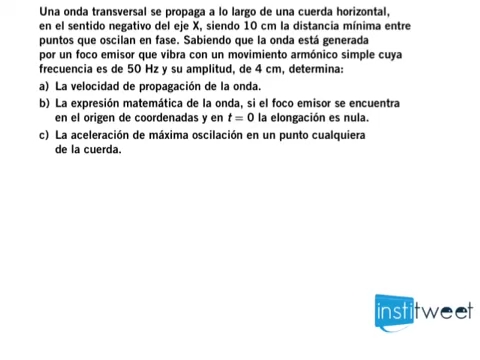 Una onda transversal se propaga a lo largo de una cuerda horizontal,
en el sentido negativo del eje X, siendo 10 cm la distancia mínima entre
puntos que oscilan en fase. Sabiendo que la onda está generada
por un foco emisor que vibra con un movimiento armónico simple cuya
frecuencia es de 50 Hz y su amplitud, de 4 cm, determina:
a) La velocidad de propagación de la onda.
b) La expresión matemática de la onda, si el foco emisor se encuentra
en el origen de coordenadas y en t = 0 la elongación es nula.
c) La aceleración de máxima oscilación en un punto cualquiera
de la cuerda.
institweet